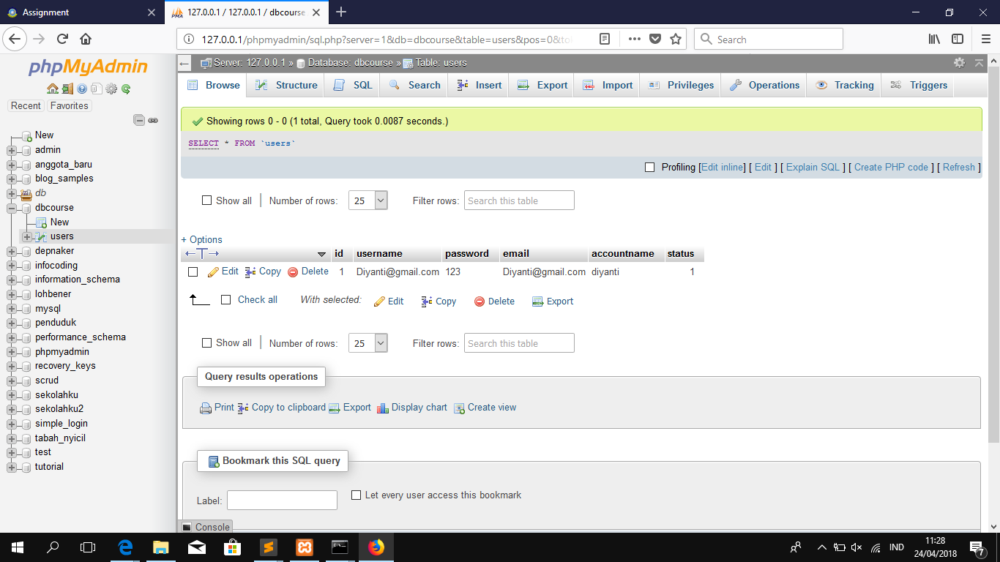 Assignment
127.0.0.1 / 127.0.0.1 / dbcourse
127.0.0.1/phpmyadmin/sql.php?server=1&db=dbcourse&table=users&pos=0&
Search
phpMyAdmin
Recent Favorites
New
admin
anggota_baru
blog_samples
db
dbcourse
New
users
depnaker
infocoding
information_schema
lohbener
mysql
penduduk
performance_schema
phpmyadmin
recovery_keys
scrud
sekolahku
sekolahku2
simple_login
tabah_nyicil
test
tutorial
Server: 127.0.0.1 » Database: dbcourse » Table: users
Browse Structure SQL Search Insert Export Import Privileges Operations Tracking Triggers
Showing rows 0 - 0 (1 total, Query took 0.0087 seconds.)
SELECT * FROM `users`
Profiling [Edit inline] [ Edit ] [ Explain SQL ] [ Create PHP code ] [ Refresh ]
Show all | Number of rows: 25 Filter rows: Search this table
+ Options
←T→ id username password email accountname status
Edit Copy Delete 1 Diyanti@gmail.com 123 Diyanti@gmail.com diyanti 1
Check all With selected: Edit Copy Delete Export
Show all | Number of rows: 25 Filter rows: Search this table
Query results operations
Print Copy to clipboard Export Display chart Create view
Bookmark this SQL query
Label: Let every user access this bookmark
Console
IND
11:28
24/04/2018
7